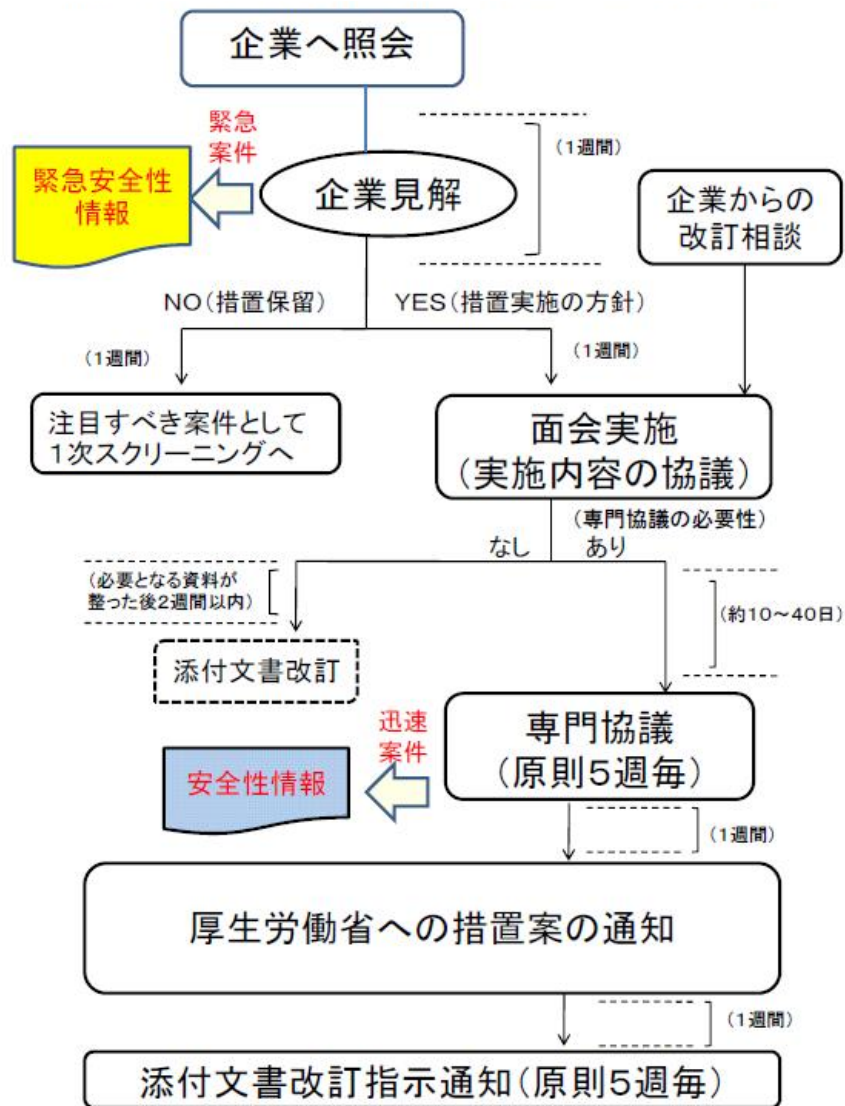 企業へ照会
緊急
案件
(1週間)
緊急安全性
情報
企業見解
企業からの
改訂相談
NO(措置保留)
YES(措置実施の方針)
(1週間)
(1週間)
注目すべき案件として
1次スクリーニングへ
面会実施
(実施内容の協議)
(専門協議の必要性)
なし
あり
(必要となる資料が
整った後2週間以内)
(約10～40日)
添付文書改訂
迅速
案件
専門協議
(原則5週毎)
安全性情報
(1週間)
厚生労働省への措置案の通知
(1週間)
添付文書改訂指示通知(原則5週毎)